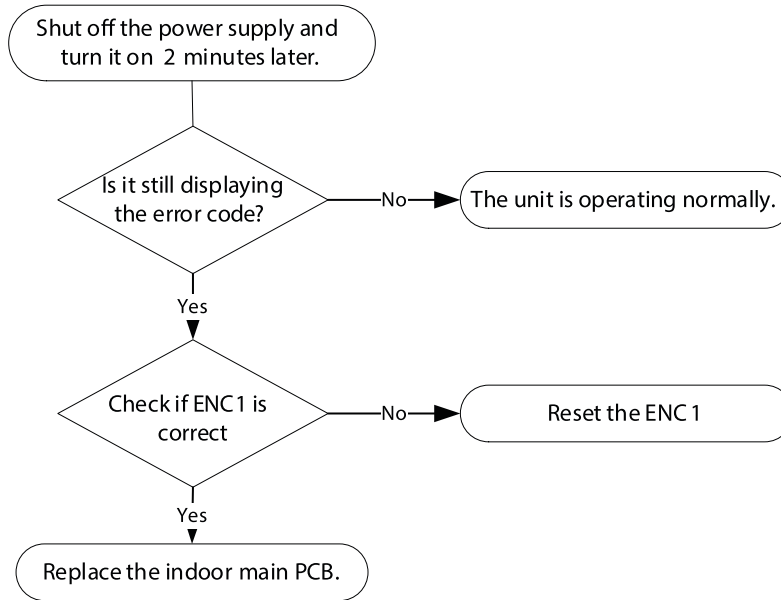 Shut off the power supply and
turn it on 2 minutes later.
Is it still displaying
the error code?
No
The unit is operating normally.
Yes
Check if ENC1 is
correct
No
Reset the ENC1
Yes
Replace the indoor main PCB.